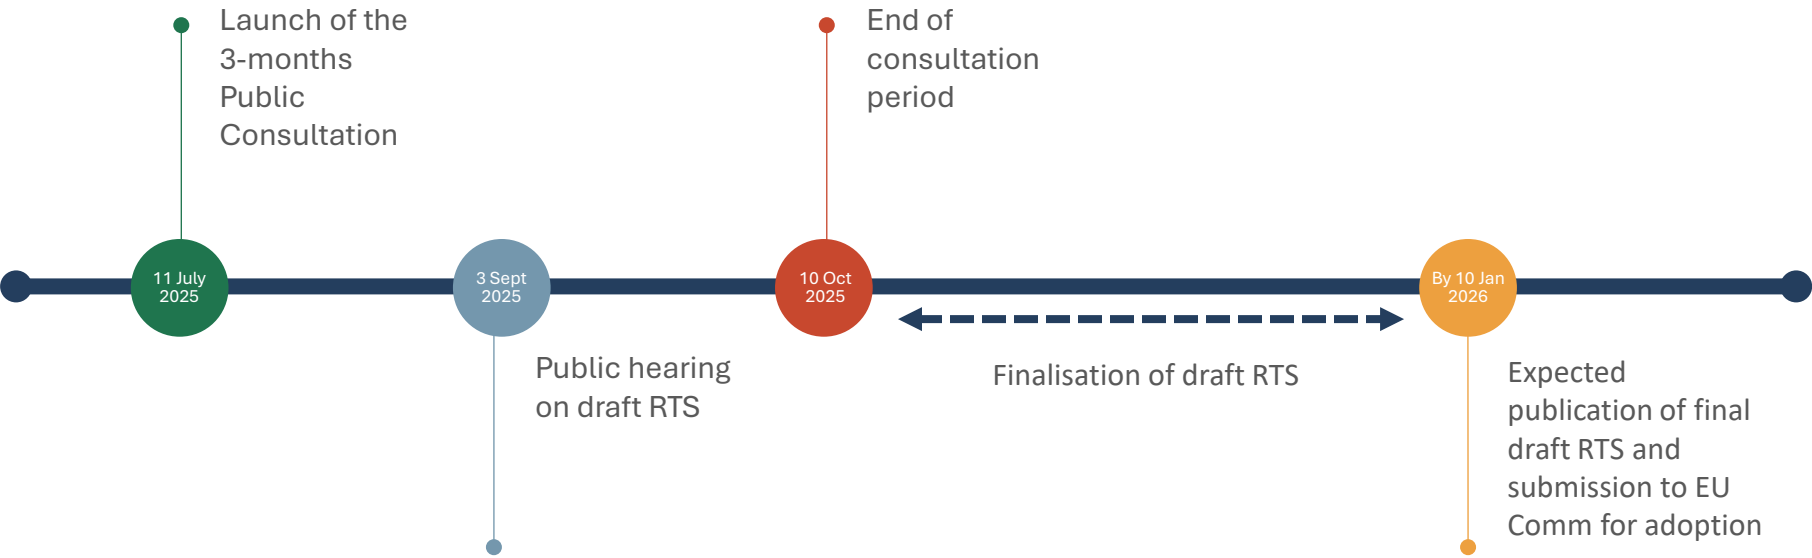 Launch of the
3-months
Public
Consultation
End of
consultation
period
11 July
2025
3 Sept
2025
10 Oct
2025
By 10 Jan
2026
Public hearing
on draft RTS
Finalisation of draft RTS
Expected
publication of final
draft RTS and
submission to EU
Comm for adoption